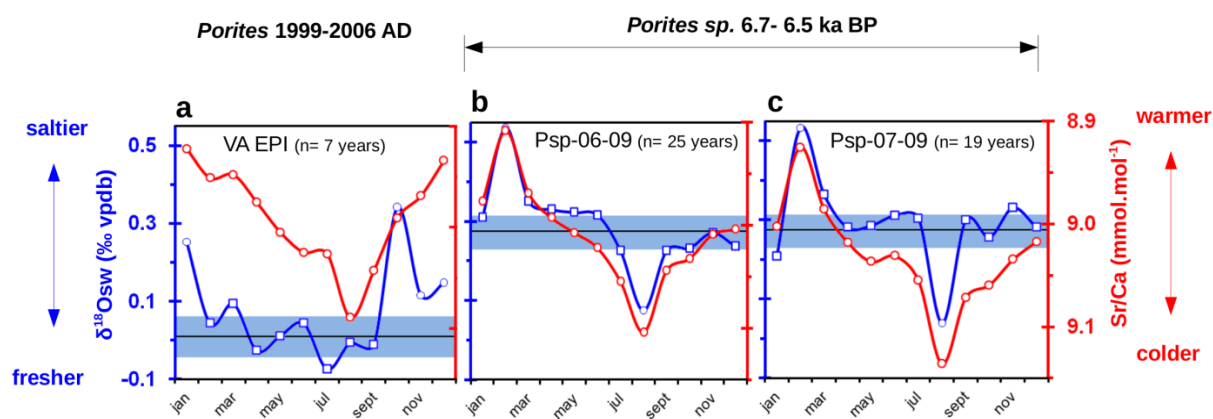 Porites 1999-2006 AD
Porites sp. 6.7- 6.5 ka BP
a
b
c
saltier
fresher
δ¹⁸Osw (‰ vpdb)
0.5
0.3
0.1
-0.1
VA EPI (n= 7 years)
Psp-06-09 (n= 25 years)
Psp-07-09 (n= 19 years)
jan
mar
may
jul
sept
nov
jan
mar
may
jul
sept
nov
jan
mar
may
jul
sept
nov
8.9
9.0
9.1
Sr/Ca (mmol.mol⁻¹)
warmer
colder